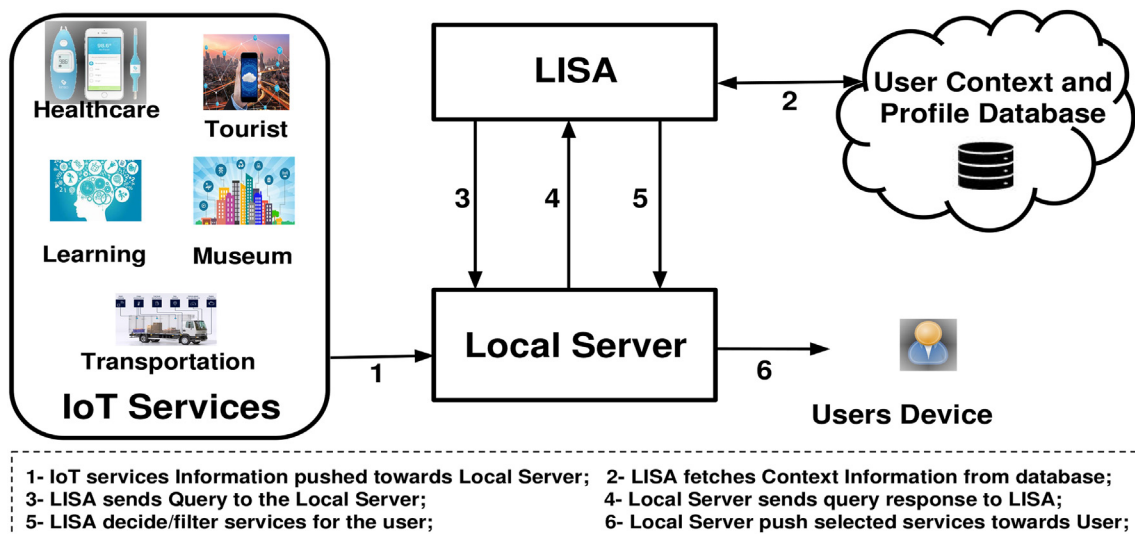 Healthcare
Tourist
Learning
Museum
Transportation
IoT Services
LISA
User Context and
Profile Database
2
3
4
5
Local Server
1
6
Users Device
1- IoT services Information pushed towards Local Server;
2- LISA fetches Context Information from database;
3- LISA sends Query to the Local Server;
4- Local Server sends query response to LISA;
5- LISA decide/filter services for the user;
6- Local Server push selected services towards User;